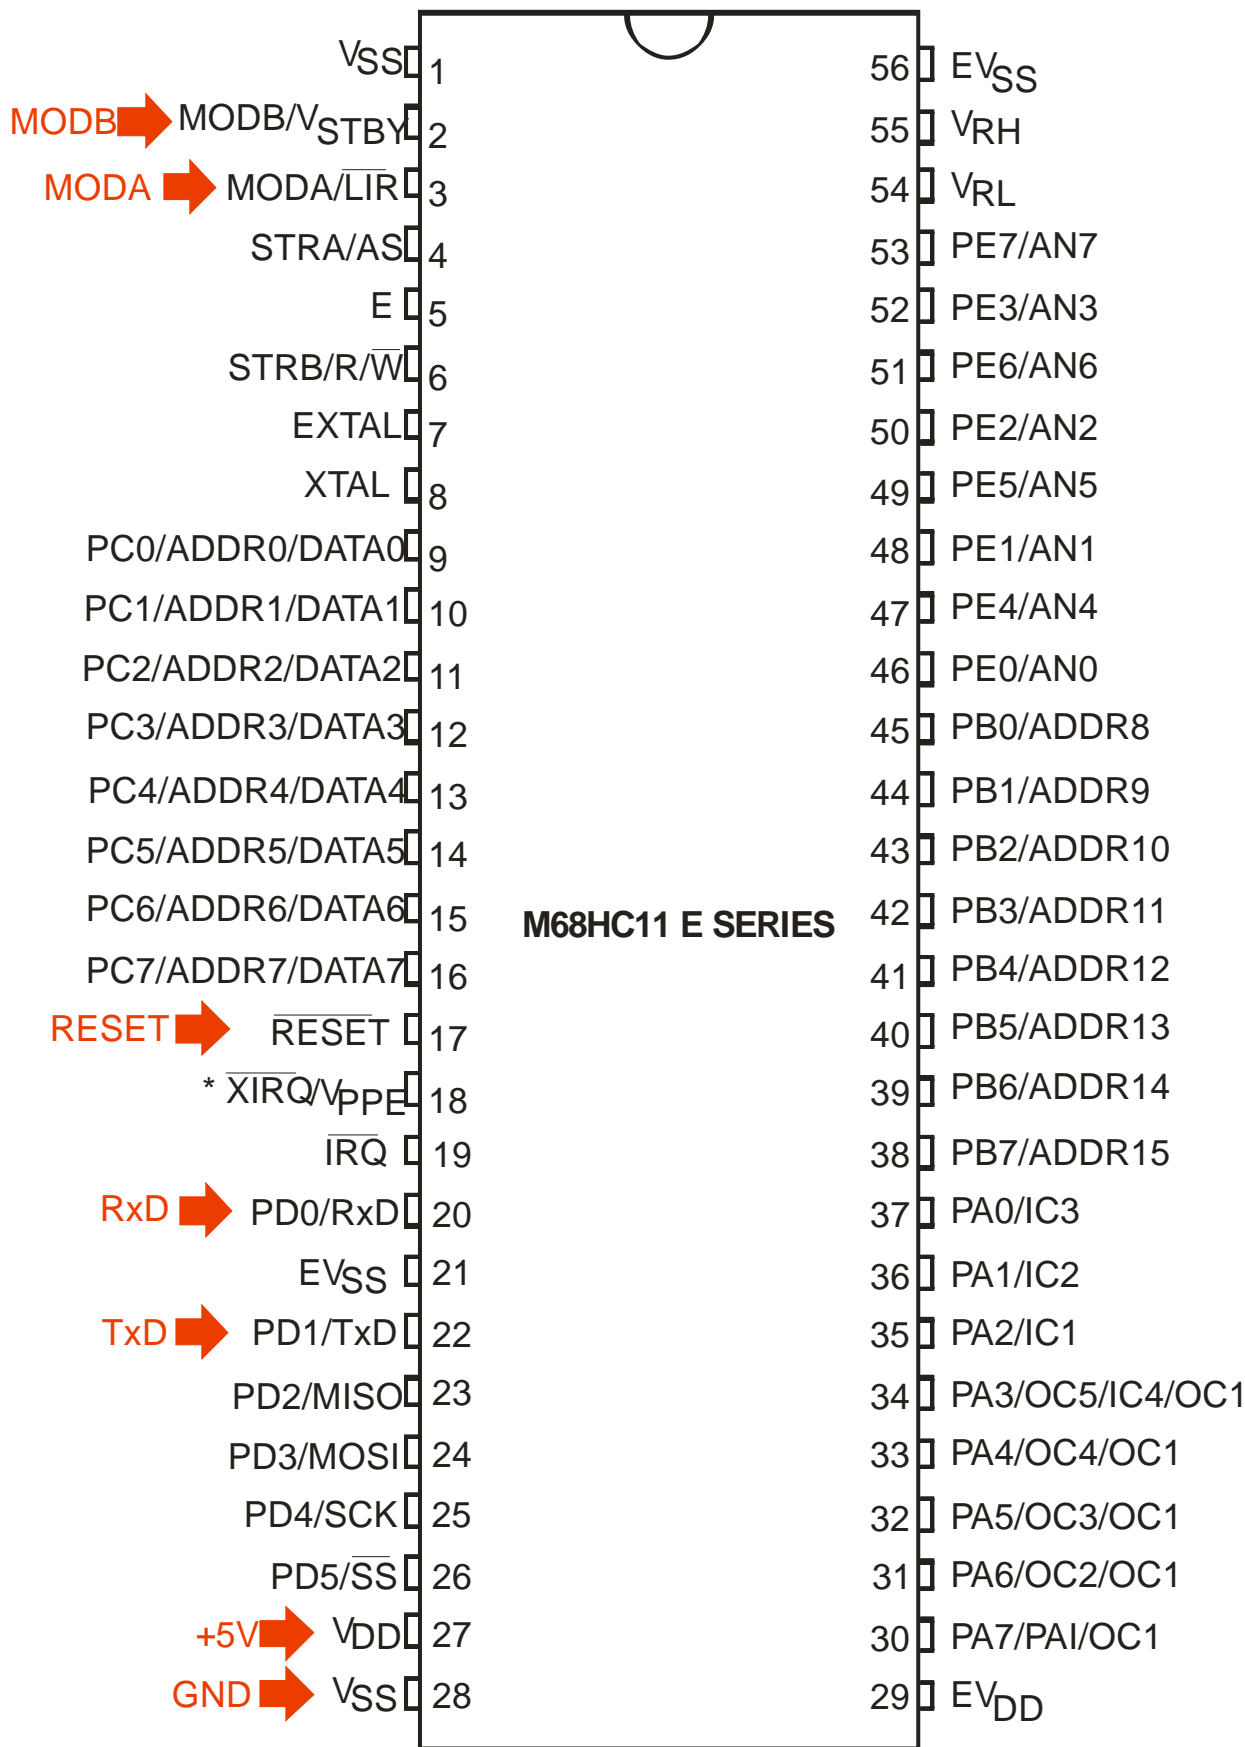 VSS 1 56 EVSS
MODB MODB/VSTBY 2 55 VRH
MODA MODA/LIR 3 54 VRL
STRA/AS 4 53 PE7/AN7
E 5 52 PE3/AN3
STRB/R/W 6 51 PE6/AN6
EXTAL 7 50 PE2/AN2
XTAL 8 49 PE5/AN5
PC0/ADDR0/DATA0 9 48 PE1/AN1
PC1/ADDR1/DATA1 10 47 PE4/AN4
PC2/ADDR2/DATA2 11 46 PE0/AN0
PC3/ADDR3/DATA3 12 45 PB0/ADDR8
PC4/ADDR4/DATA4 13 44 PB1/ADDR9
PC5/ADDR5/DATA5 14 43 PB2/ADDR10
PC6/ADDR6/DATA6 15 42 PB3/ADDR11
M68HC11 E SERIES
PC7/ADDR7/DATA7 16 41 PB4/ADDR12
RESET RESET 17 40 PB5/ADDR13
* XIRQ/VPPE 18 39 PB6/ADDR14
IRQ 19 38 PB7/ADDR15
RxD PD0/RxD 20 37 PA0/IC3
EVSS 21 36 PA1/IC2
TxD PD1/TxD 22 35 PA2/IC1
PD2/MISO 23 34 PA3/OC5/IC4/OC1
PD3/MOSI 24 33 PA4/OC4/OC1
PD4/SCK 25 32 PA5/OC3/OC1
PD5/SS 26 31 PA6/OC2/OC1
+5V VDD 27 30 PA7/PAI/OC1
GND VSS 28 29 EVDD